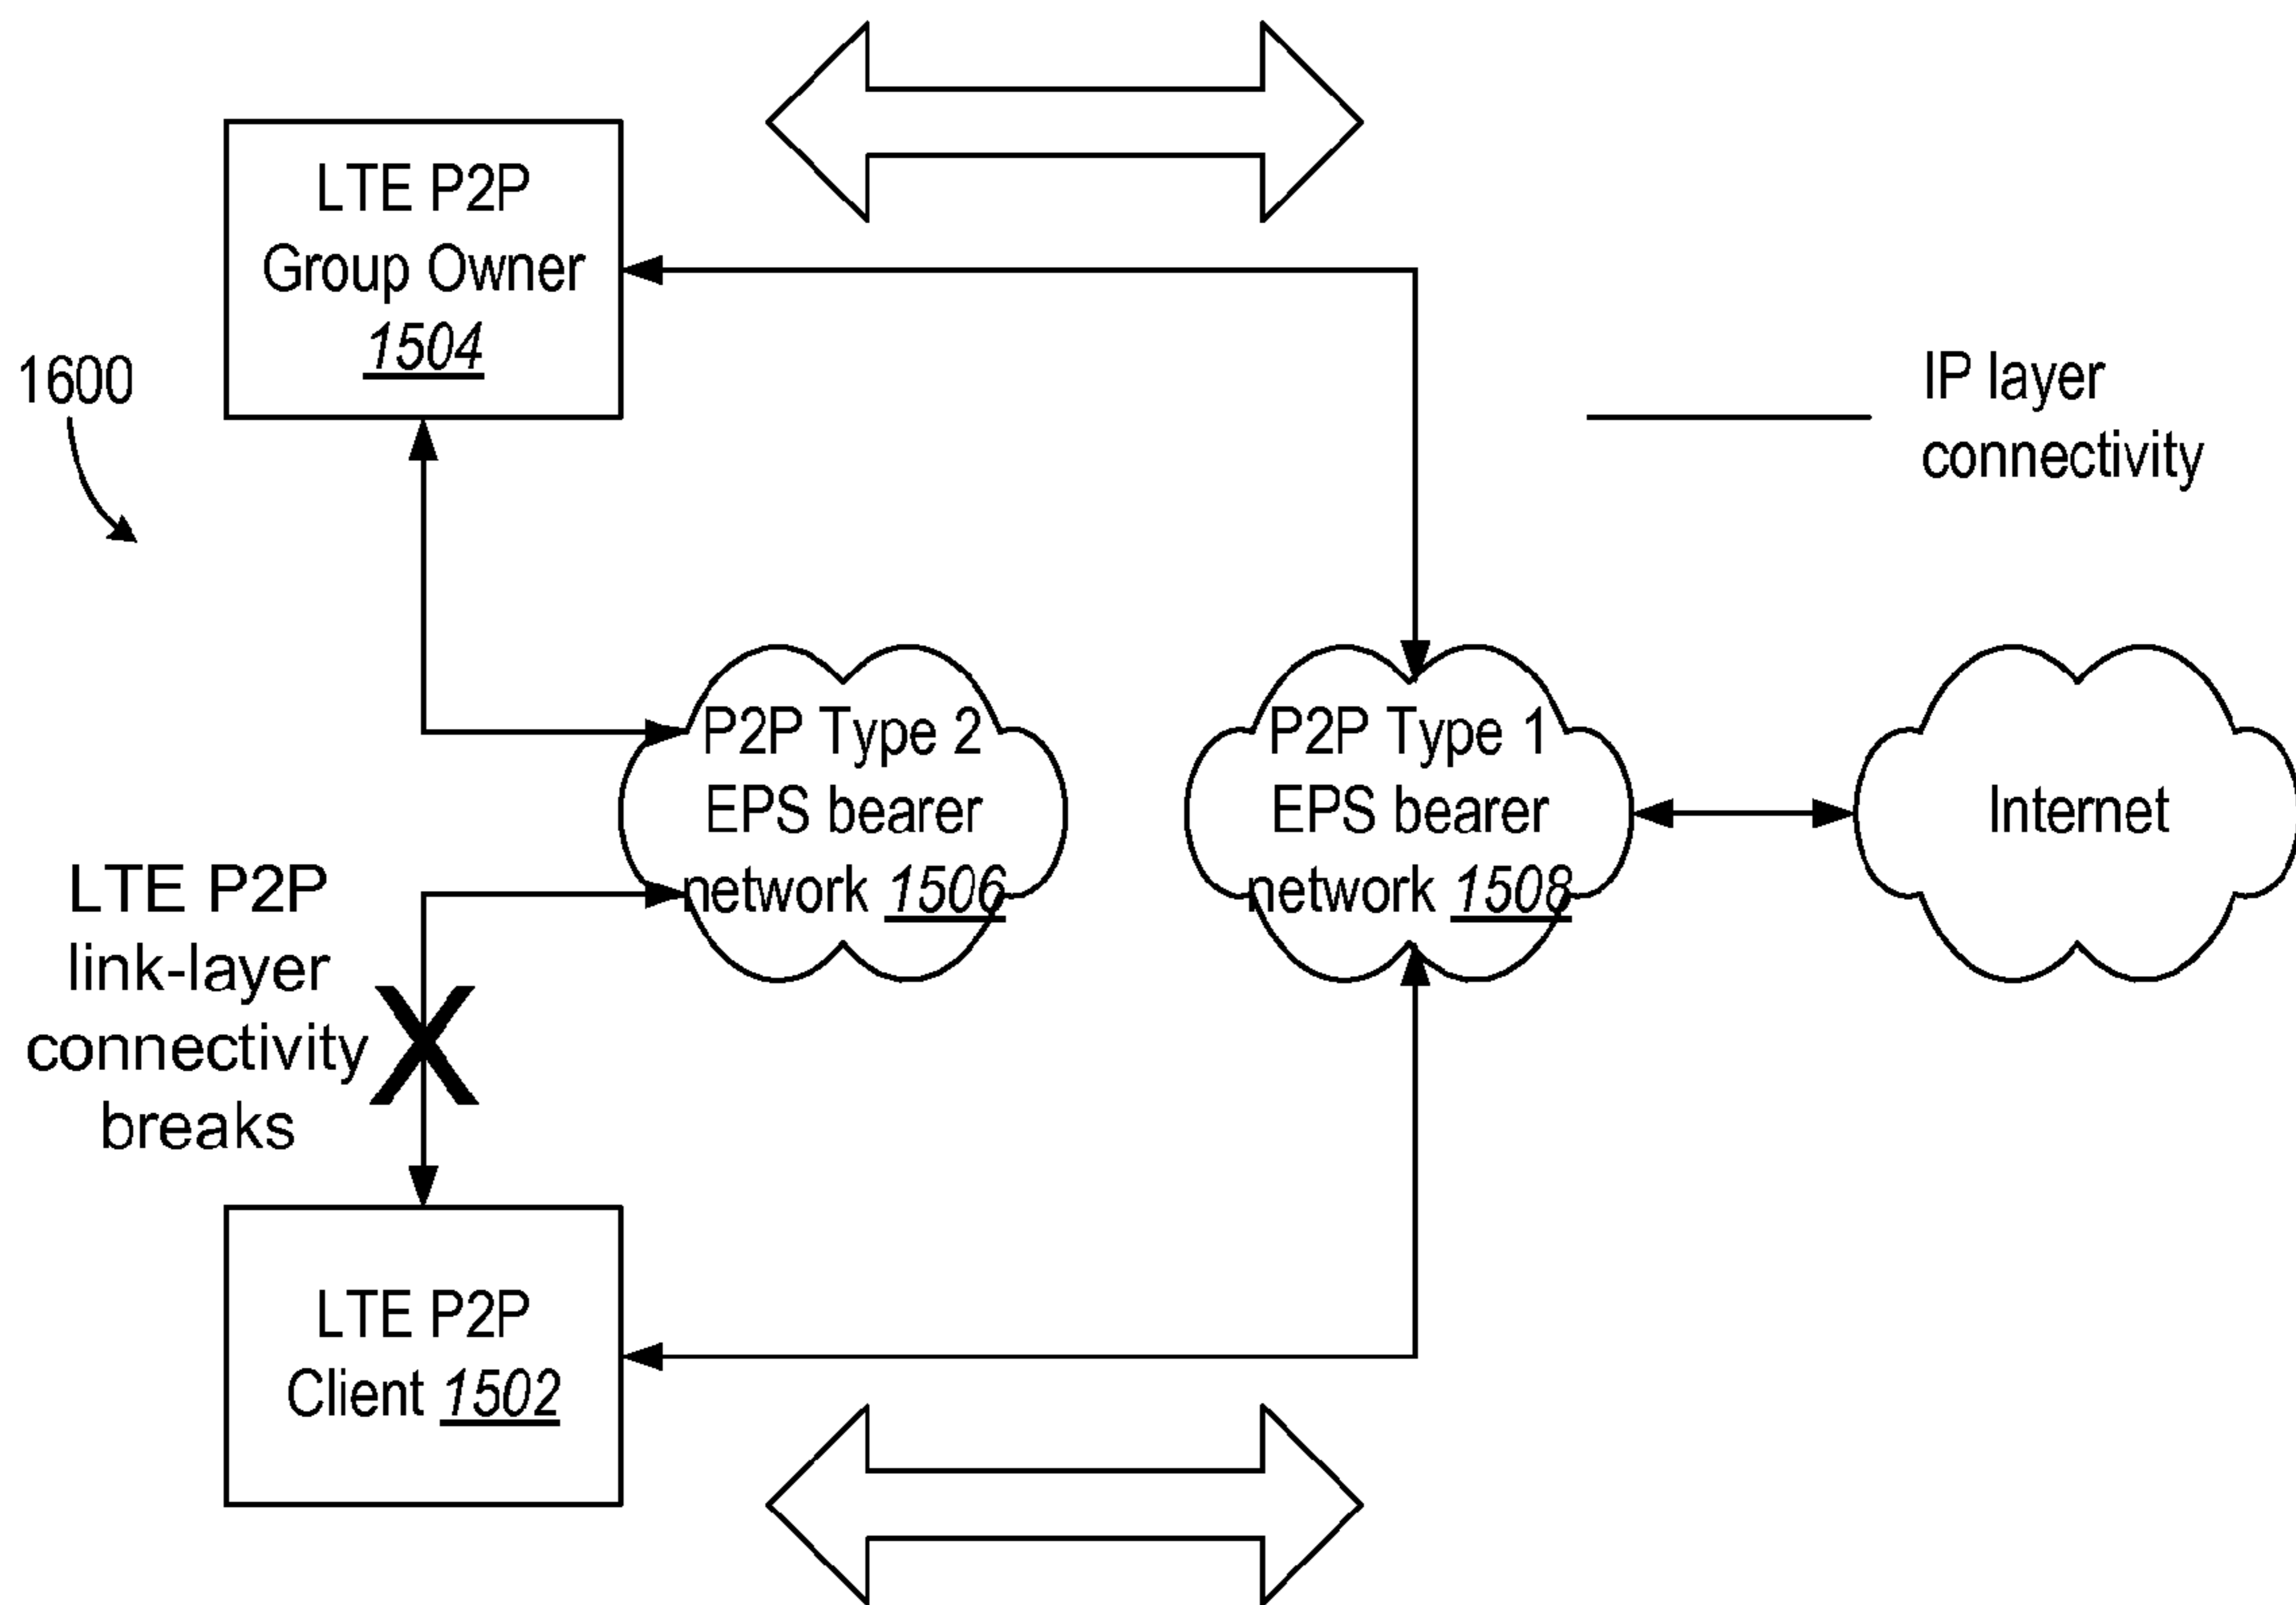 LTE P2P
Group Owner
1504
1600
IP layer
connectivity
P2P Type 2
EPS bearer
network 1506
P2P Type 1
EPS bearer
network 1508
Internet
LTE P2P
link-layer
connectivity
breaks
X
LTE P2P
Client 1502